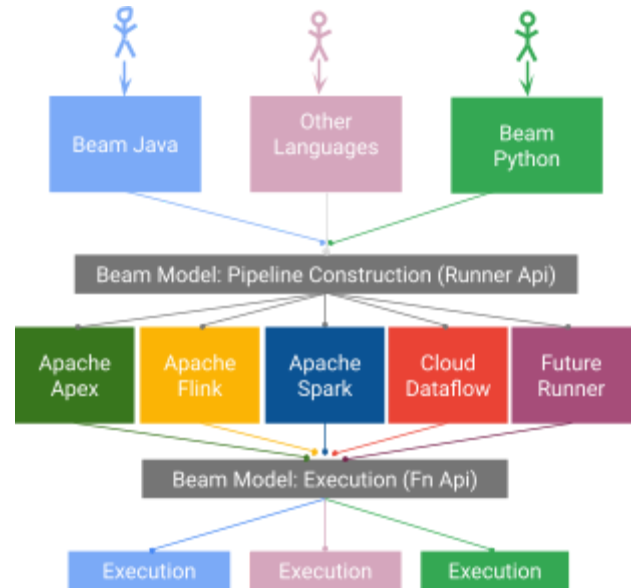 Beam Java
Other
Languages
Beam
Python
Beam Model: Pipeline Construction (Runner Api)
Apache
Apex
Apache
Flink
Apache
Spark
Cloud
Dataflow
Future
Runner
Beam Model: Execution (Fn Api)
Execution
Execution
Execution